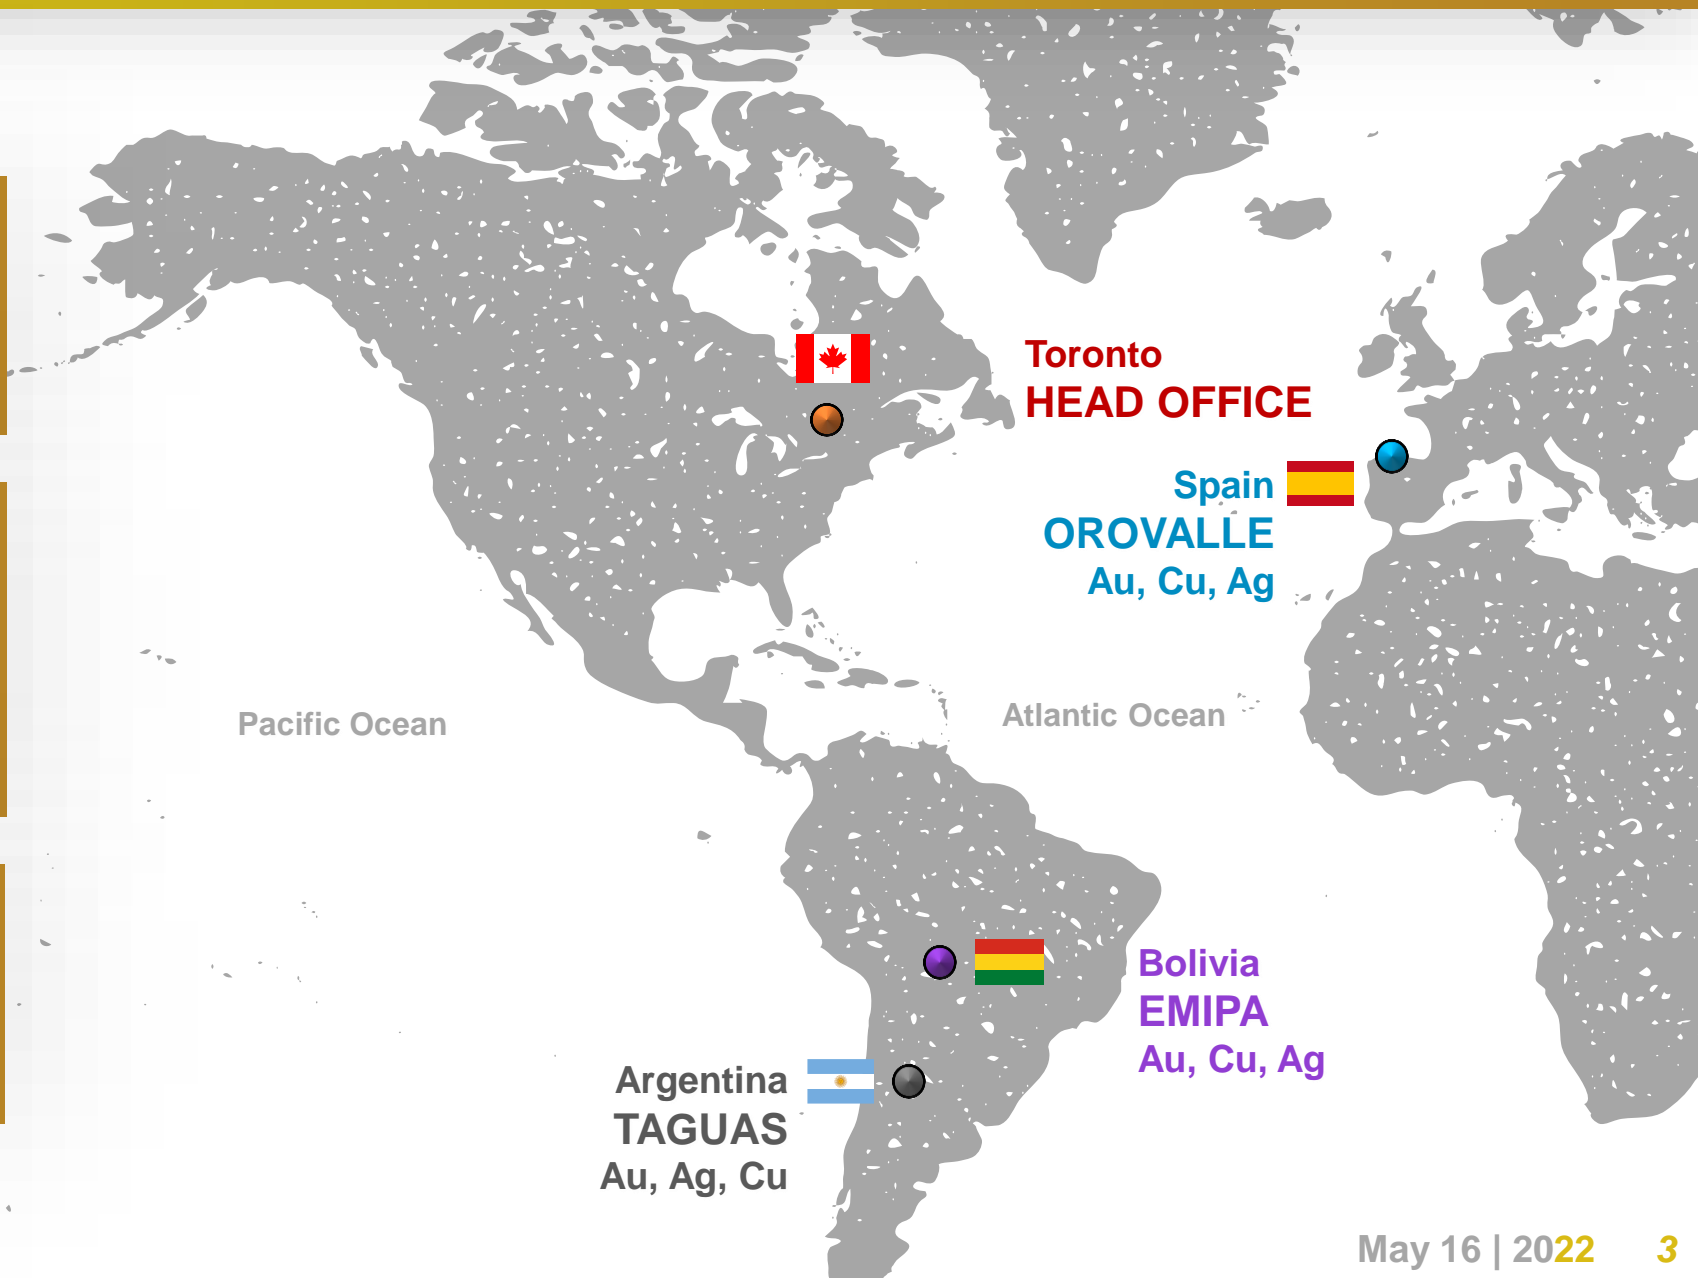 Toronto
HEAD OFFICE
Spain
OROVALLE
Au, Cu, Ag
Pacific Ocean
Atlantic Ocean
Bolivia
EMIPA
Au, Cu, Ag
Argentina
TAGUAS
Au, Ag, Cu
May 16 | 2022 3